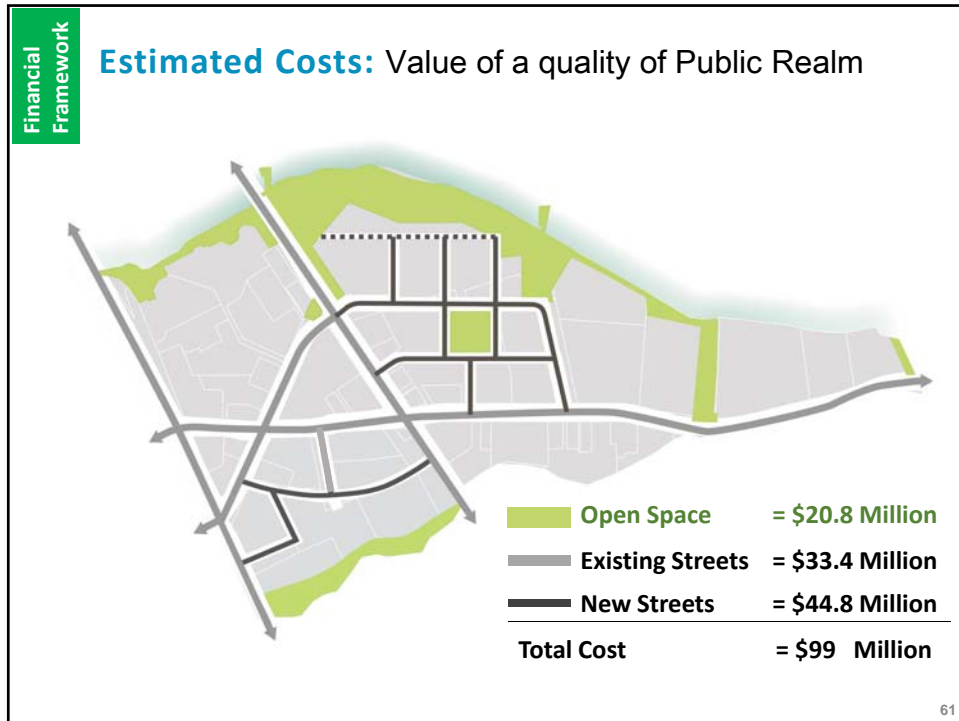 Financial
Framework
Estimated Costs: Value of a quality of Public Realm
Open Space = $20.8 Million
Existing Streets = $33.4 Million
New Streets = $44.8 Million
Total Cost = $99 Million
61